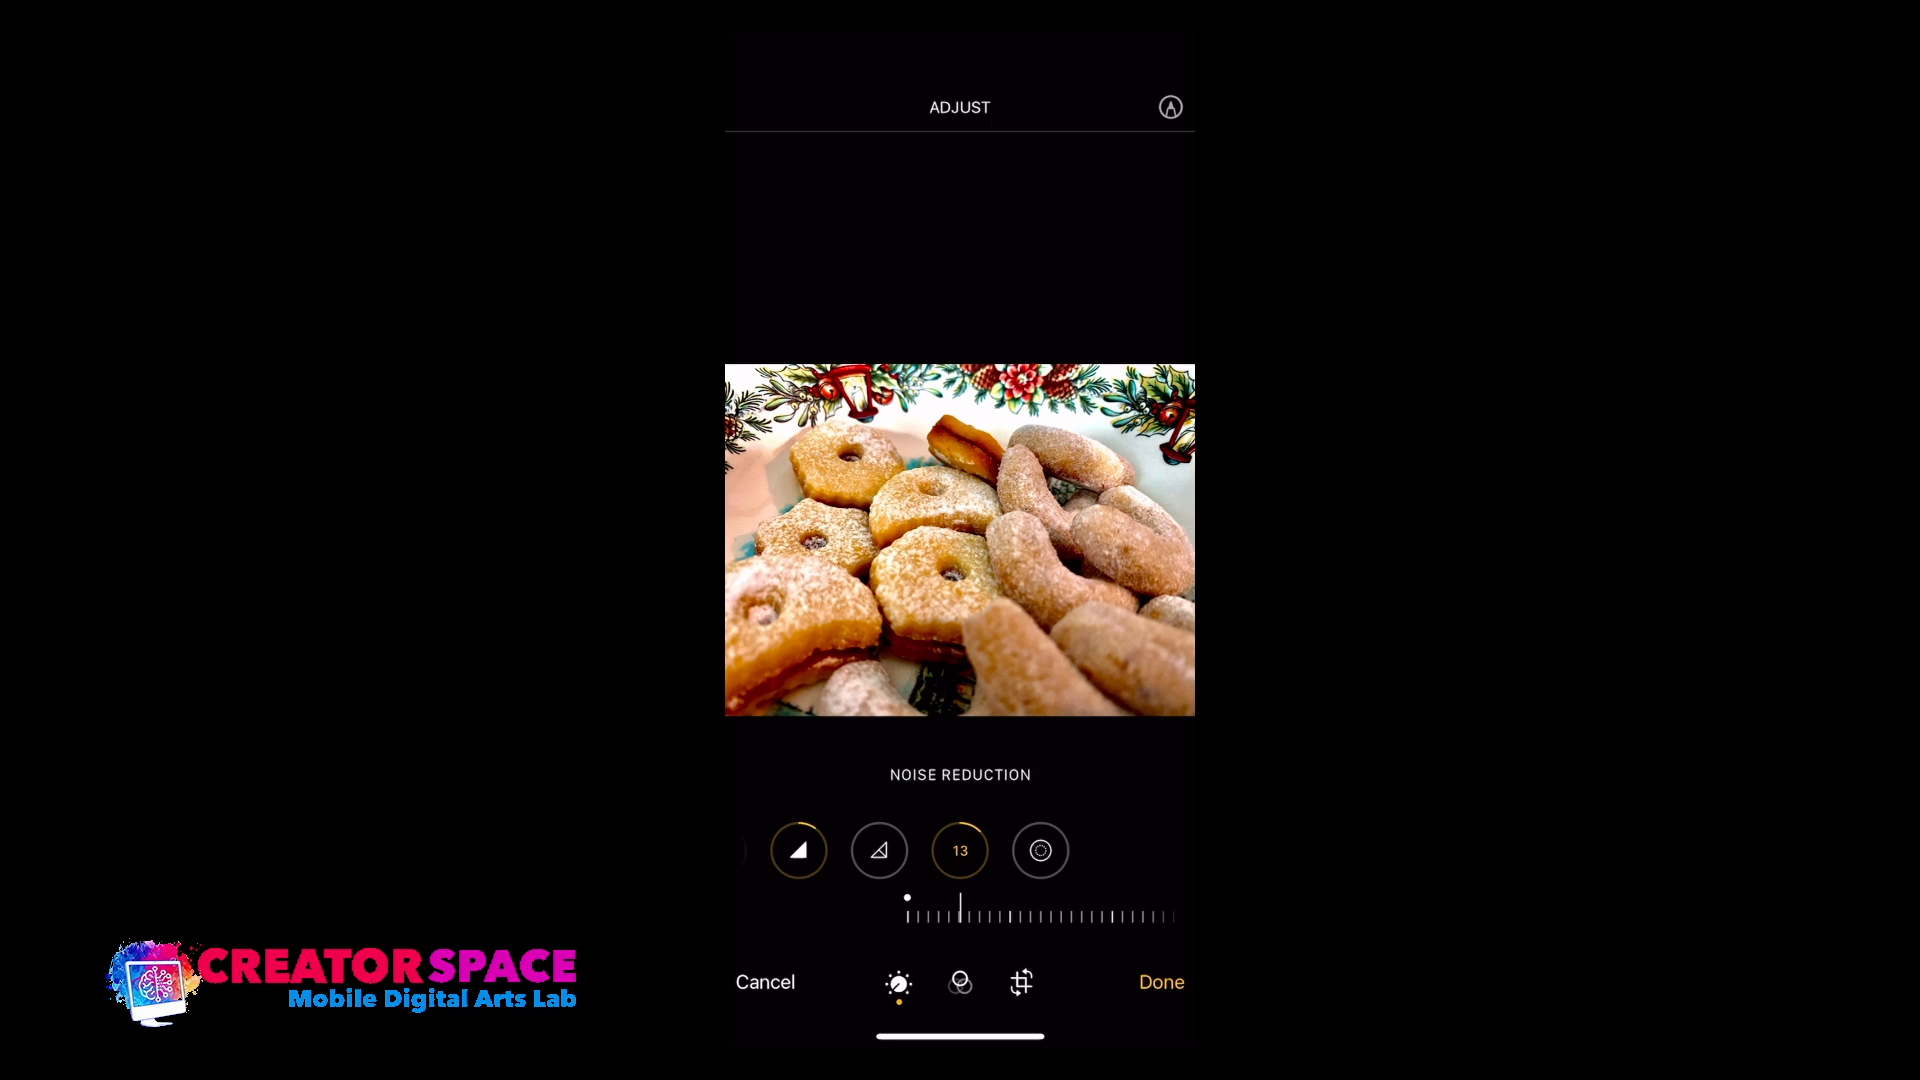 ADJUST
NOISE REDUCTION
13
Cancel
Done
CREATORSPACE
Mobile Digital Arts Lab